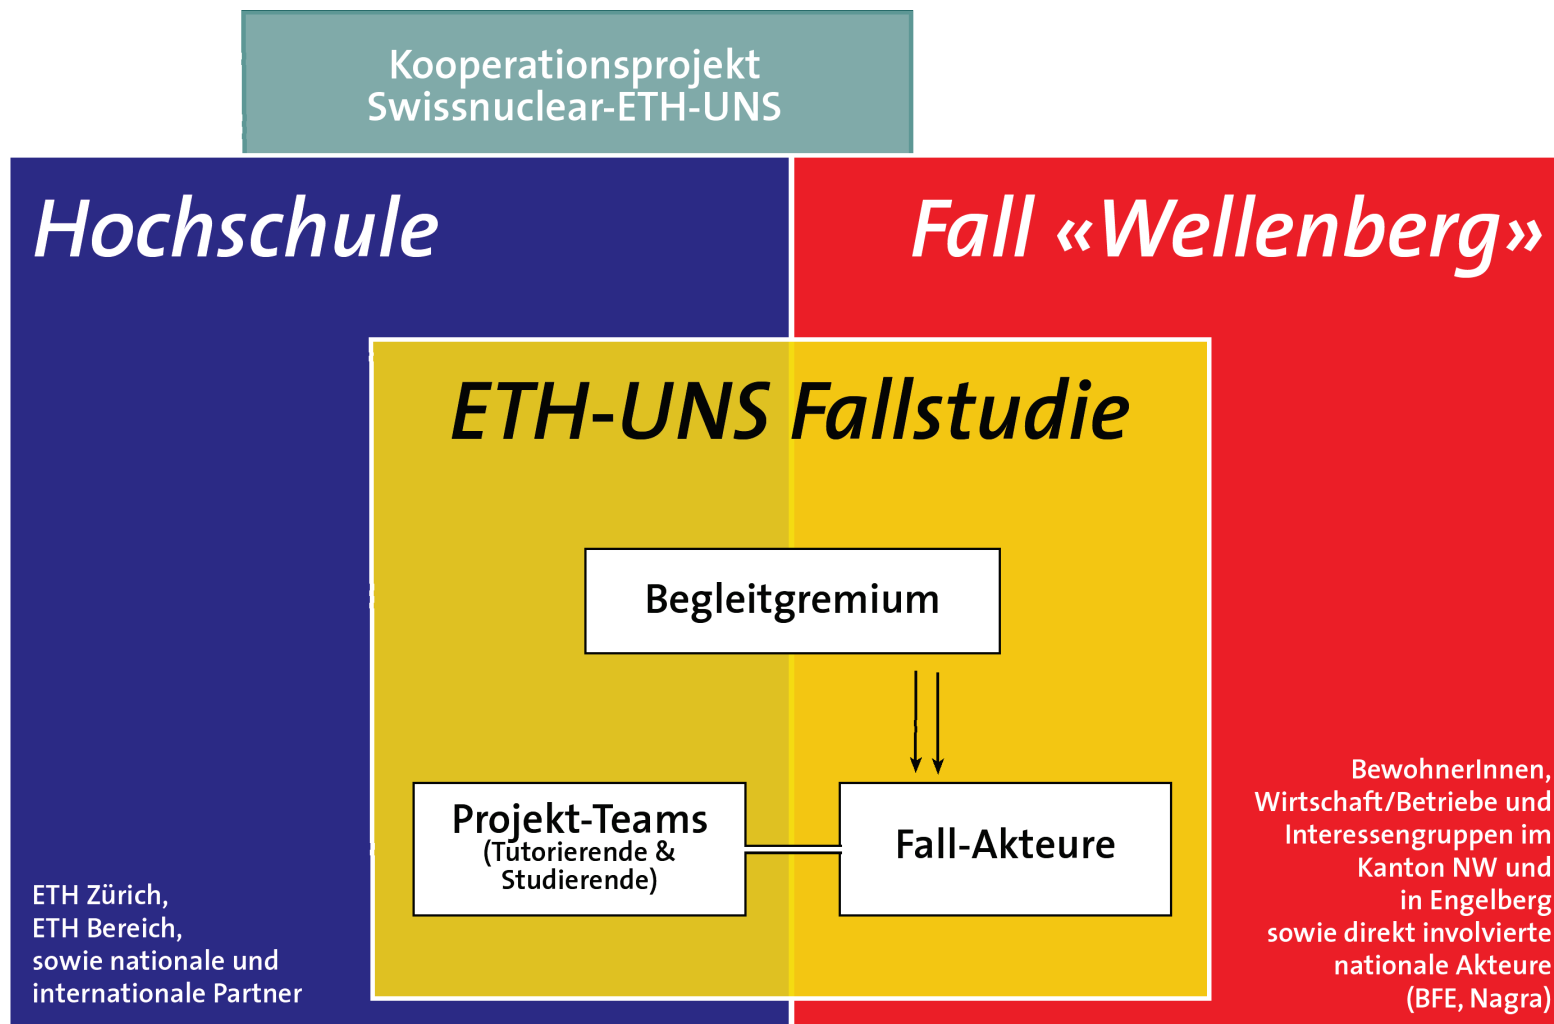 Kooperationsprojekt
Swissnuclear-ETH-UNS
Hochschule
Fall «Wellenberg»
ETH-UNS Fallstudie
Begleitgremium
Projekt-Teams
(Tutorierende &
Studierende)
Fall-Akteure
ETH Zürich,
ETH Bereich,
sowie nationale und
internationale Partner
BewohnerInnen,
Wirtschaft/Betriebe und
Interessengruppen im
Kanton NW und
in Engelberg
sowie direkt involvierte
nationale Akteure
(BFE, Nagra)